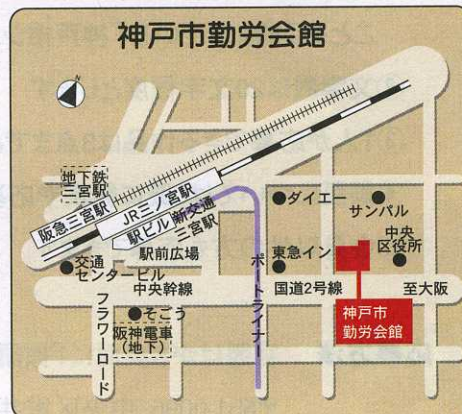 神戸市勤労会館
N
地下鉄
三宮駅
阪急三宮駅
JR三ノ宮駅
駅ビル新交通
三宮駅
駅前広場
ダイエー
サンパル
中央
区役所
東急イン
交通
センタービル
中央幹線
国道2号線
至大阪
そごう
阪神電車
(地下)
フラワーロード
ポートライナー
神戸市
勤労会館